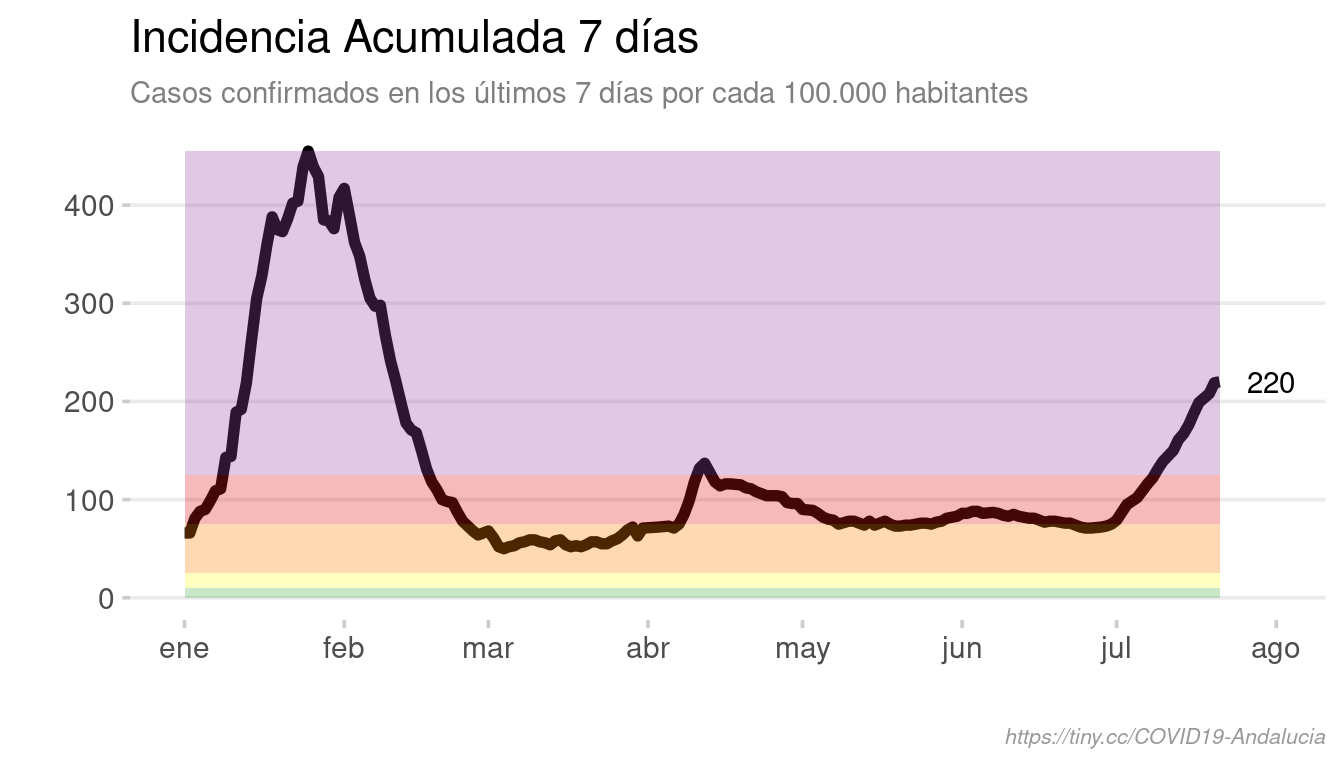 Incidencia Acumulada 7 días
Casos confirmados en los últimos 7 días por cada 100.000 habitantes
400
300
200
100
0
220
ene feb mar abr may jun jul ago
https://tiny.cc/COVID19-Andalucia